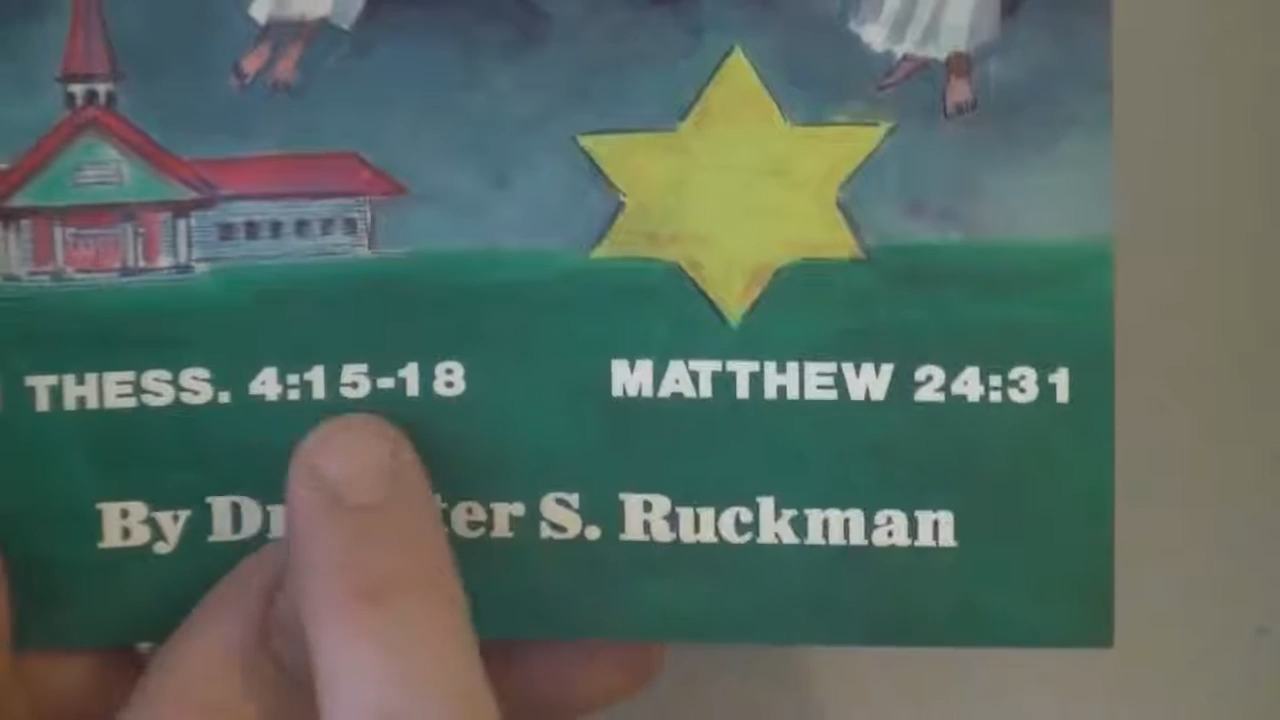 THESS. 4:15-18 MATTHEW 24:31
By Dr ter S. Ruckman